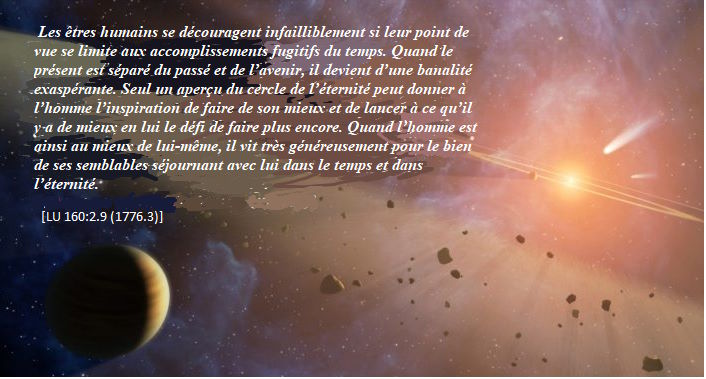 Les êtres humains se découragent infailliblement si leur point de
vue se limite aux accomplissements fugitifs du temps. Quand le
présent est séparé du passé et de l'avenir, il devient d'une banalité
exaspérante. Seul un aperçu du cercle de l'éternité peut donner à
l'homme l'inspiration de faire de son mieux et de lancer à ce qu'il
y a de mieux en lui le défi de faire plus encore. Quand l'homme est
ainsi au mieux de lui-même, il vit très généreusement pour le bien
de ses semblables séjournant avec lui dans le temps et dans
l'éternité.
[LU 160:2.9 (1776.3)]